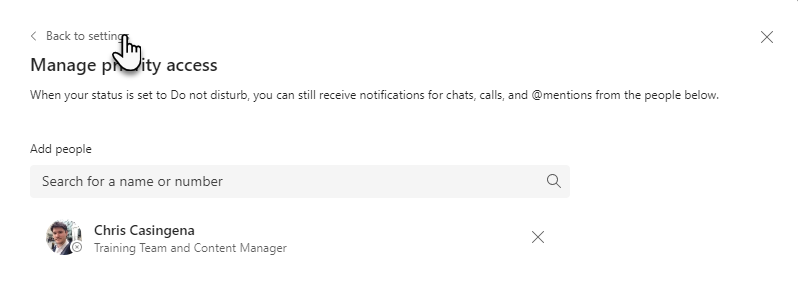 Back to
Manage access
When your status is set to Do not disturb, you can still receive notifications for chats, calls, and @mentions from the people below.
Add people
Search for a name or number
Chris Casingena
Training Team and Content Manager